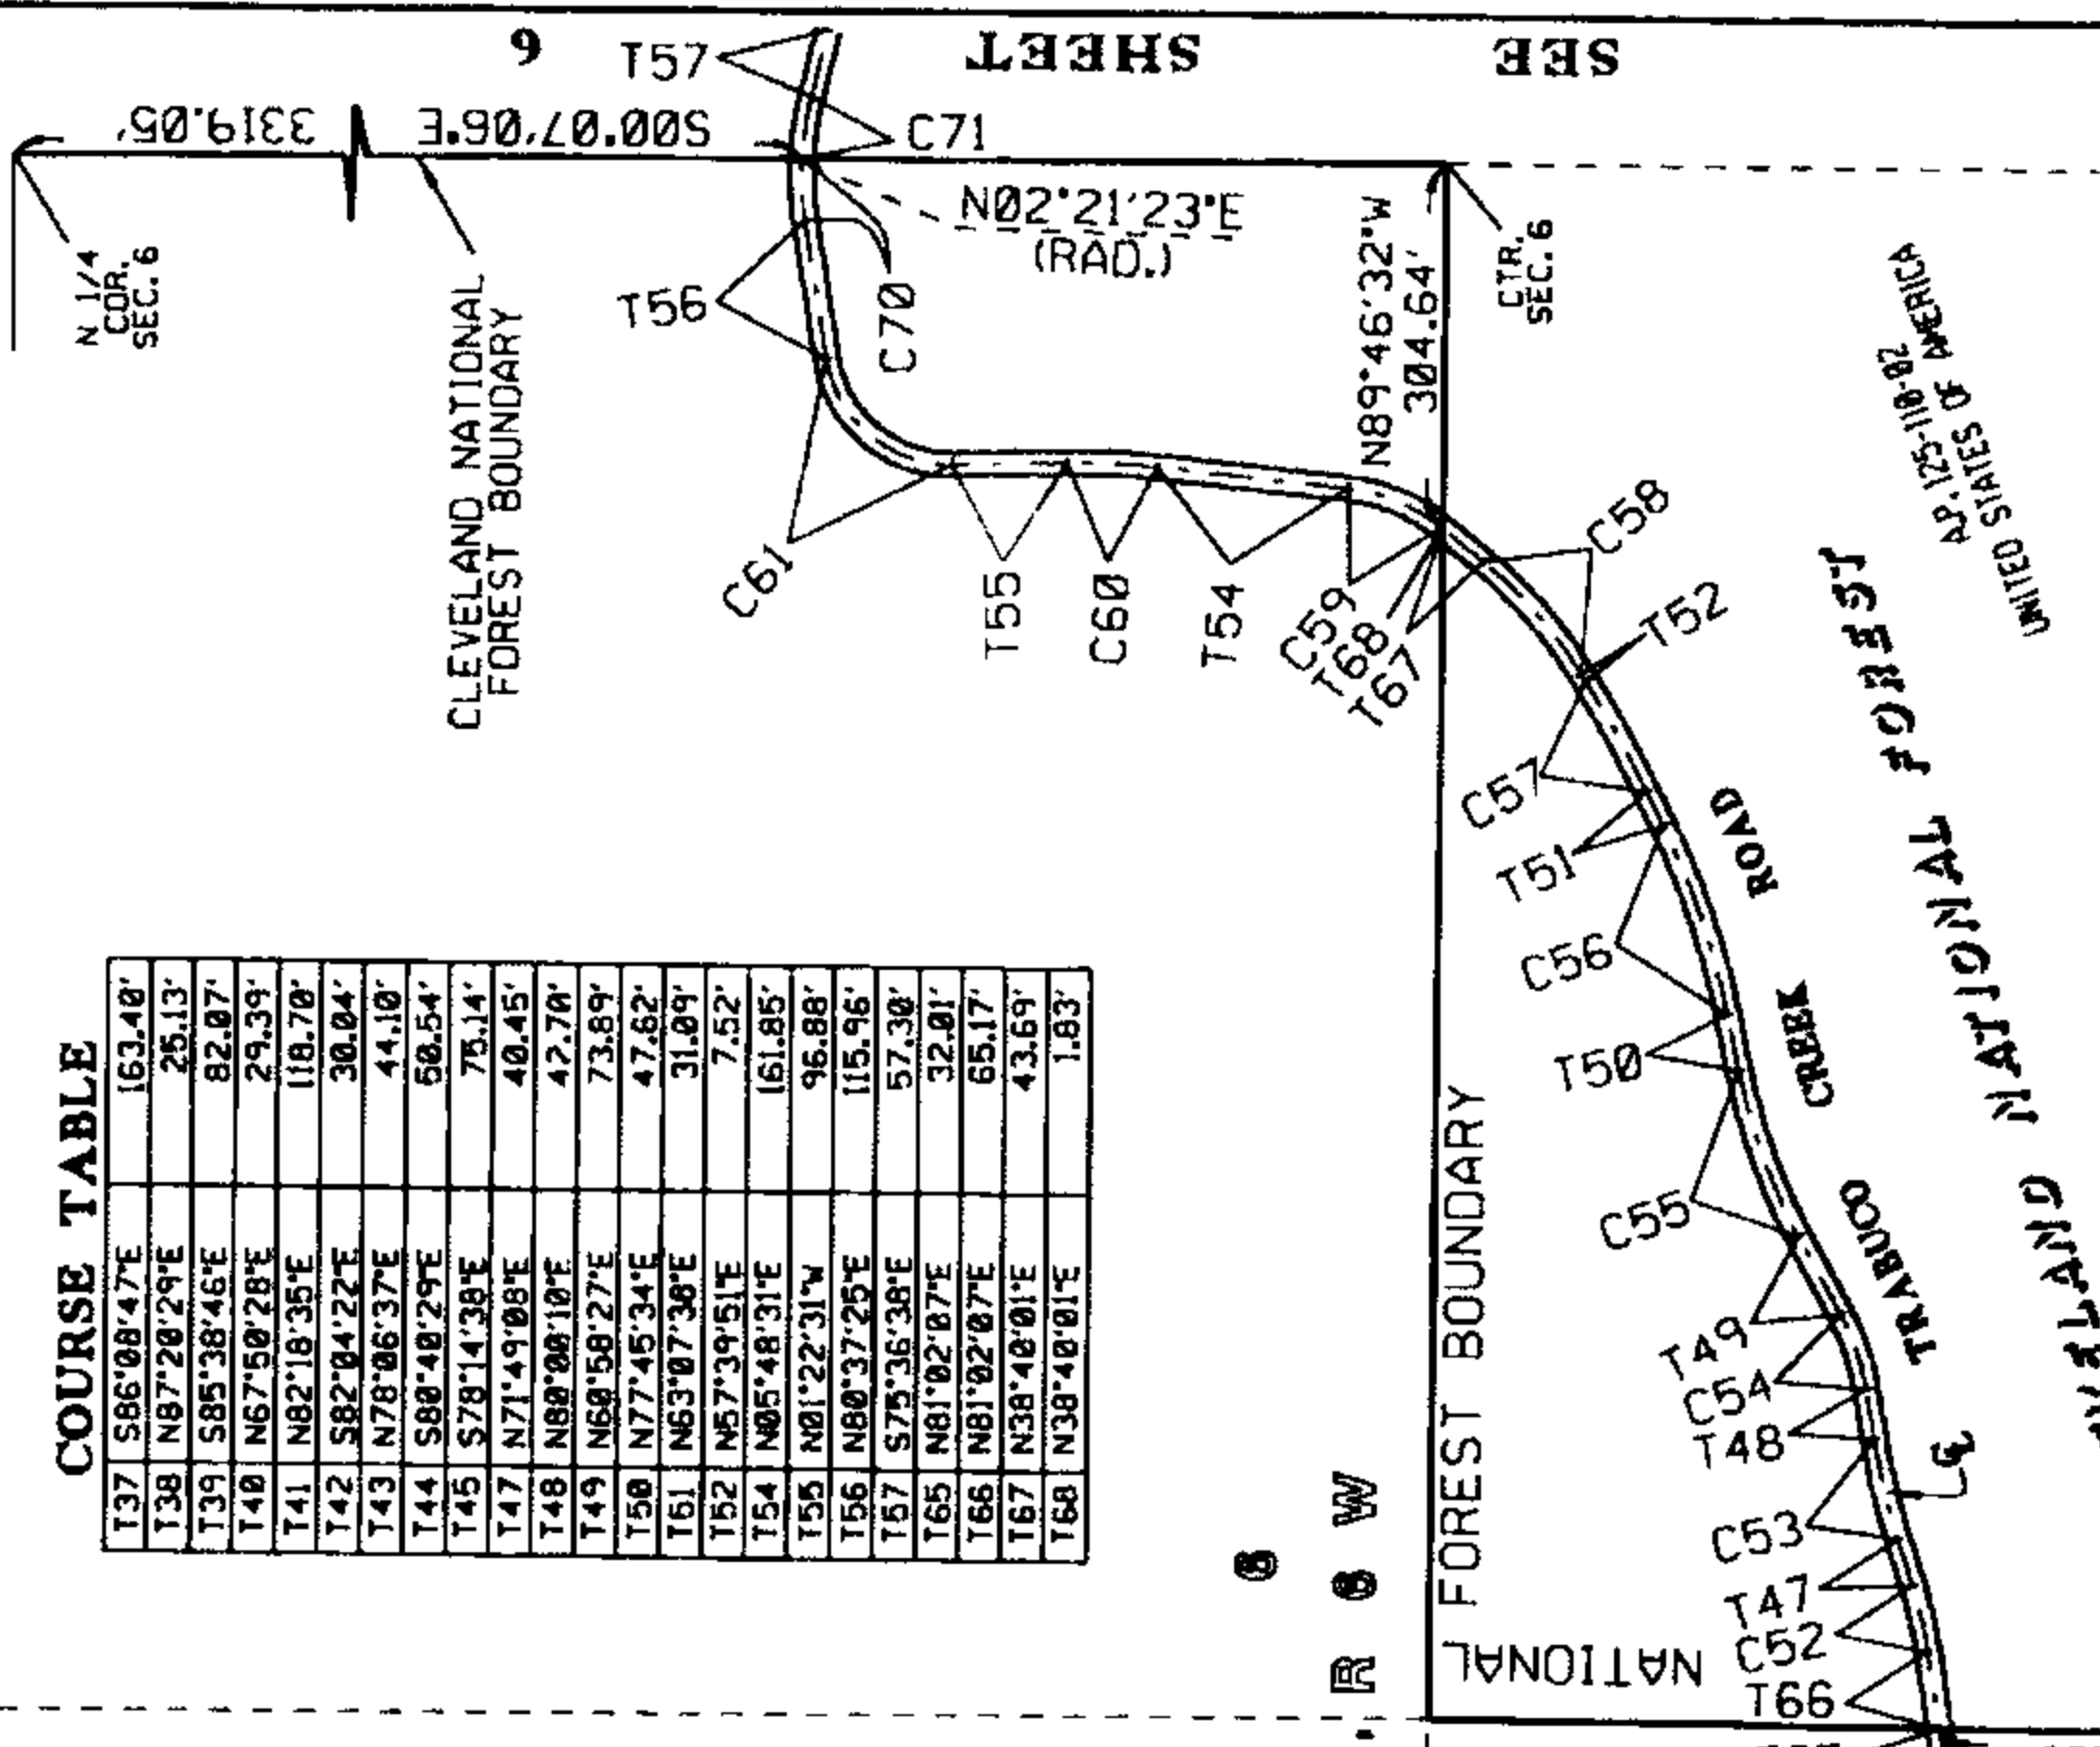 SEE SHEET 6
T57
3319.05'
S00°07'06"E
C71
N02°21'23"E
(RAD.)
N 1/4
COR.
SEC.6
CLEVELAND NATIONAL
FOREST BOUNDARY
T56
C70
N89°46'32"W
304.64'
CTR.
SEC.6
A.P. 125-110-02
UNITED STATES OF AMERICA
C61
T55
C60
T54
C59
T68
T67
C58
T52
C57
T51
C56
T50
C55
T49
C54
T48
C53
T47
C52
T66
TRABUCO CREEK ROAD
NATIONAL FOREST
NATIONAL FOREST BOUNDARY
R 8 W
COURSE TABLE
T37 S86°08'47"E 163.40'
T38 N87°20'29"E 25.13'
T39 S85°38'46"E 82.07'
T40 N67°50'28"E 29.39'
T41 N82°18'35"E 118.70'
T42 S82°04'22"E 30.04'
T43 N78°06'37"E 44.10'
T44 S80°40'29"E 50.54'
T45 S78°14'38"E 75.14'
T47 N71°49'08"E 40.45'
T48 N80°00'10"E 42.70'
T49 N60°58'27"E 73.89'
T50 N77°45'34"E 47.62'
T51 N63°07'38"E 31.09'
T52 N57°39'51"E 7.52'
T54 N05°48'31"E 161.85'
T55 N01°22'31"W 96.88'
T56 N80°37'25"E 115.96'
T57 S75°36'38"E 57.30'
T65 N81°02'07"E 32.01'
T66 N81°02'07"E 65.17'
T67 N38°40'01"E 43.69'
T68 N38°40'01"E 1.83'